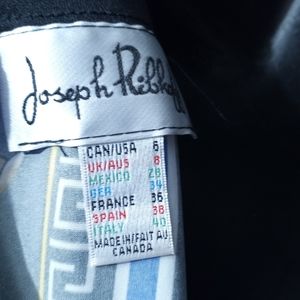 Joseph Ribkoff
CAN/USA 6
UK/AUS 8
MEXICO 28
GER 34
FRANCE 36
SPAIN 38
ITALY 40
MADE IN/FAIT AU
CANADA